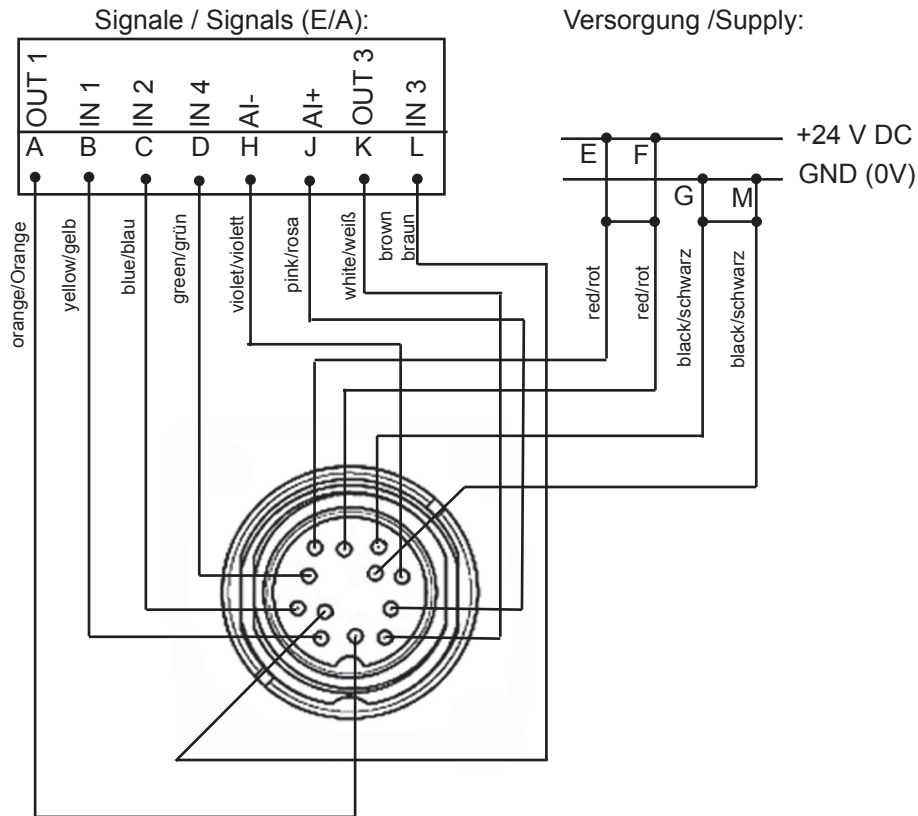 Signale / Signals (E/A):
Versorgung /Supply:
OUT 1
IN 1
IN 2
IN 4
AI-
AI+
OUT 3
IN 3
A
B
C
D
H
J
K
L
E
F
+24 V DC
GND (0V)
G
M
orange/Orange
yellow/gelb
blue/blau
green/grün
violet/violett
pink/rosa
white/weiß
brown
braun
red/rot
red/rot
black/schwarz
black/schwarz